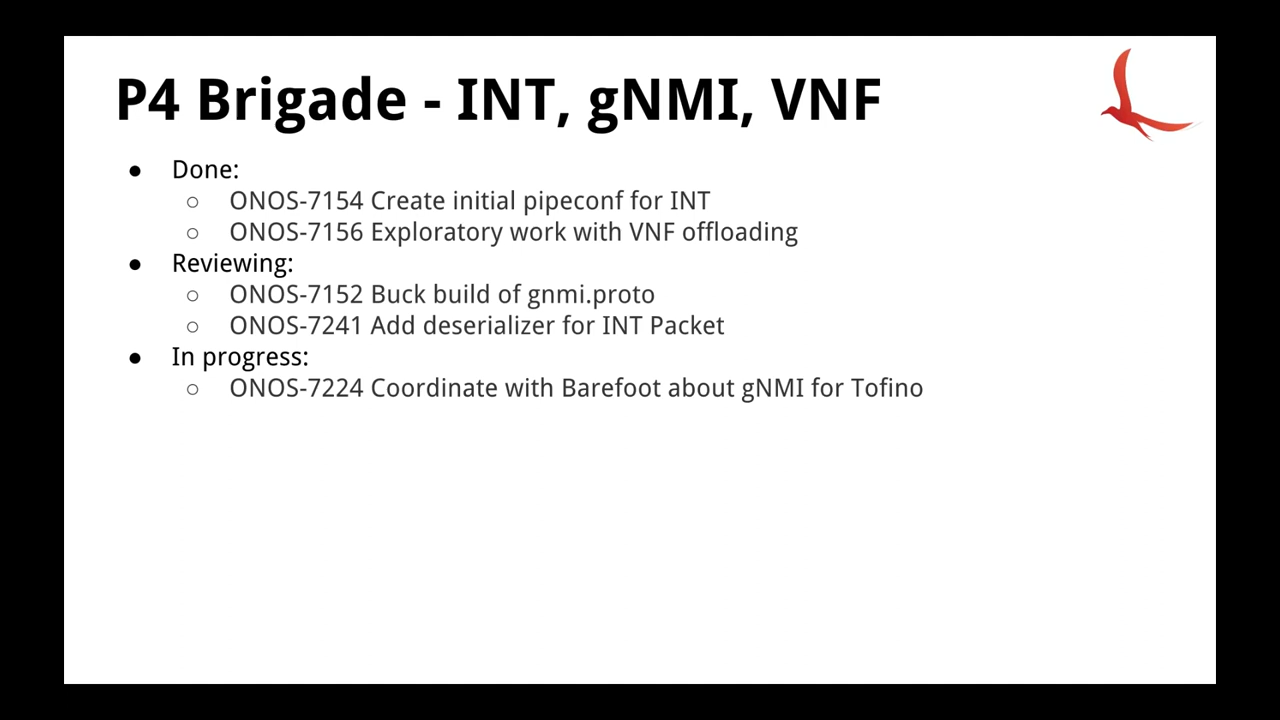 P4 Brigade - INT, gNMI, VNF
● Done:
○ ONOS-7154 Create initial pipeconf for INT
○ ONOS-7156 Exploratory work with VNF offloading
● Reviewing:
○ ONOS-7152 Buck build of gnmi.proto
○ ONOS-7241 Add deserializer for INT Packet
● In progress:
○ ONOS-7224 Coordinate with Barefoot about gNMI for Tofino